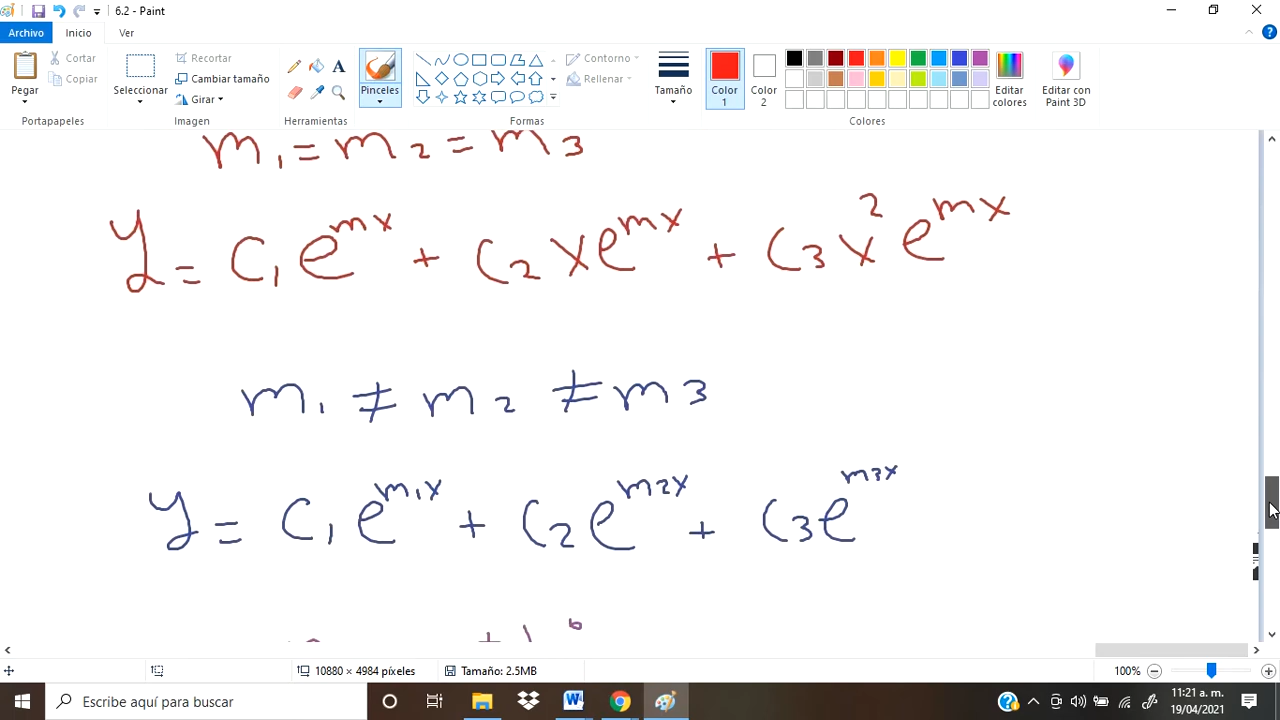 6.2 - Paint
Archivo Inicio Ver
Pegar
Cortar
Copiar
Portapapeles
Seleccionar
Recortar
Cambiar tamaño
Girar
Imagen
A
Herramientas
Pinceles
Contorno
Rellenar
Formas
Tamaño
Color 1
Color 2
Editar colores
Editar con Paint 3D
Colores
m₁ = m₂ = m₃
y = C₁e^{mx} + C₂xe^{mx} + C₃x²e^{mx}
m₁ ≠ m₂ ≠ m₃
y = C₁e^{m₁x} + C₂e^{m₂x} + C₃e^{m₃x}
10880 × 4984 píxeles Tamaño: 2.5MB 100%
Escribe aquí para buscar
11:21 a. m.
19/04/2021